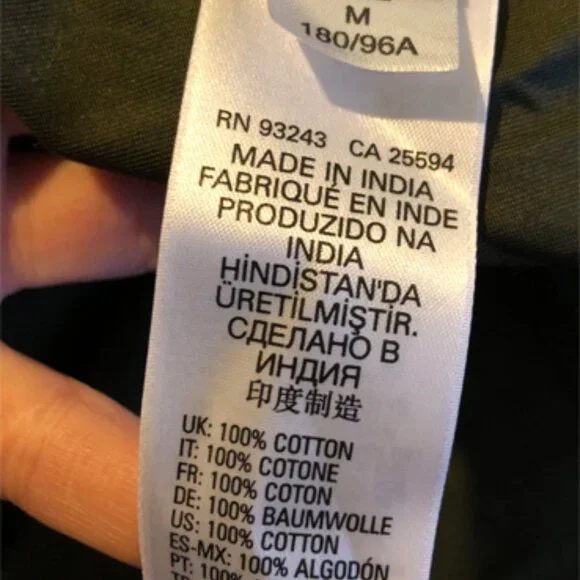 M
180/96A
RN 93243 CA 25594
MADE IN INDIA
FABRIQUÉ EN INDE
PRODUZIDO NA
INDIA
HİNDİSTAN'DA
ÜRETİLMİŞTİR.
СДЕЛАНО В
ИНДИЯ
印度制造
UK: 100% COTTON
IT: 100% COTONE
FR: 100% COTON
DE: 100% BAUMWOLLE
US: 100% COTTON
ES-MX: 100% ALGODÓN
PT: 100%